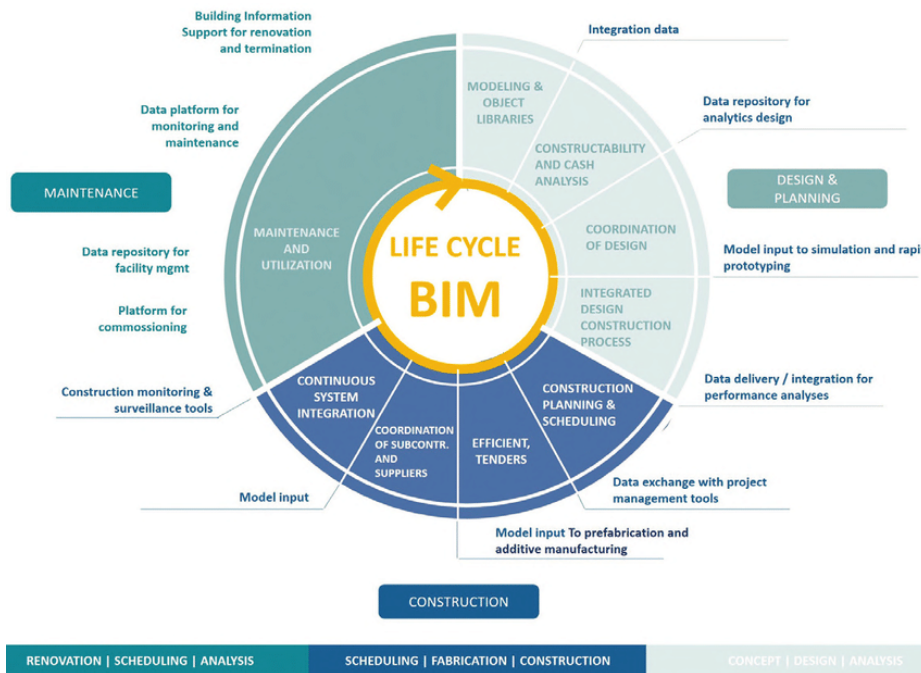 Building Information
Support for renovation
and termination
Integration data
MODELING &
OBJECT
LIBRARIES
Data repository for
analytics design
Data platform for
monitoring and
maintenance
CONSTRUCTABILITY
AND CASH
ANALYSIS
MAINTENANCE
DESIGN &
PLANNING
MAINTENANCE
AND
UTILIZATION
LIFE CYCLE
BIM
COORDINATION
OF DESIGN
Data repository for
facility mgmt
Model input to simulation and rapi
prototyping
Platform for
commossioning
INTEGRATED
DESIGN
CONSTRUCTION
PROCESS
Construction monitoring &
surveillance tools
CONTINUOUS
SYSTEM
INTEGRATION
CONSTRUCTION
PLANNING &
SCHEDULING
Data delivery / integration for
performance analyses
COORDINATION
OF SUBCONTR.
AND
SUPPLIERS
EFFICIENT,
TENDERS
Model input
Data exchange with project
management tools
Model input To prefabrication and
additive manufacturing
CONSTRUCTION
RENOVATION | SCHEDULING | ANALYSIS
SCHEDULING | FABRICATION | CONSTRUCTION
CONCEPT | DESIGN | ANALYSIS